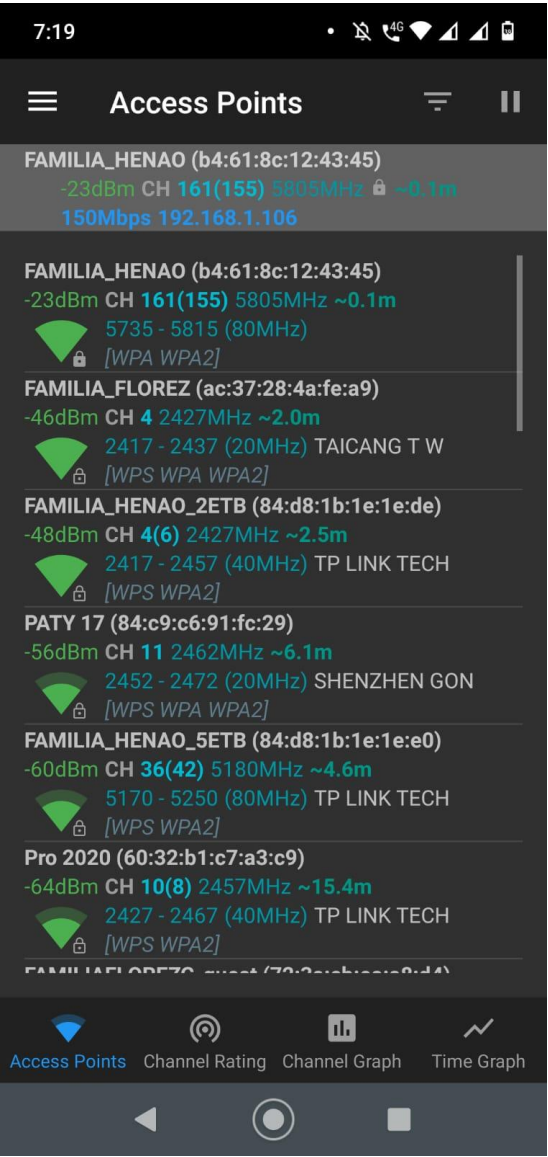 7:19
4G
Access Points
FAMILIA_HENAO (b4:61:8c:12:43:45)
-23dBm CH 161(155) 5805MHz ~0.1m
150Mbps 192.168.1.106
FAMILIA_HENAO (b4:61:8c:12:43:45)
-23dBm CH 161(155) 5805MHz ~0.1m
5735 - 5815 (80MHz)
[WPA WPA2]
FAMILIA_FLOREZ (ac:37:28:4a:fe:a9)
-46dBm CH 4 2427MHz ~2.0m
2417 - 2437 (20MHz) TAICANG T W
[WPS WPA WPA2]
FAMILIA_HENAO_2ETB (84:d8:1b:1e:1e:de)
-48dBm CH 4(6) 2427MHz ~2.5m
2417 - 2457 (40MHz) TP LINK TECH
[WPS WPA2]
PATY 17 (84:c9:c6:91:fc:29)
-56dBm CH 11 2462MHz ~6.1m
2452 - 2472 (20MHz) SHENZHEN GON
[WPS WPA WPA2]
FAMILIA_HENAO_5ETB (84:d8:1b:1e:1e:e0)
-60dBm CH 36(42) 5180MHz ~4.6m
5170 - 5250 (80MHz) TP LINK TECH
[WPS WPA2]
Pro 2020 (60:32:b1:c7:a3:c9)
-64dBm CH 10(8) 2457MHz ~15.4m
2427 - 2467 (40MHz) TP LINK TECH
[WPS WPA2]
Access Points Channel Rating Channel Graph Time Graph